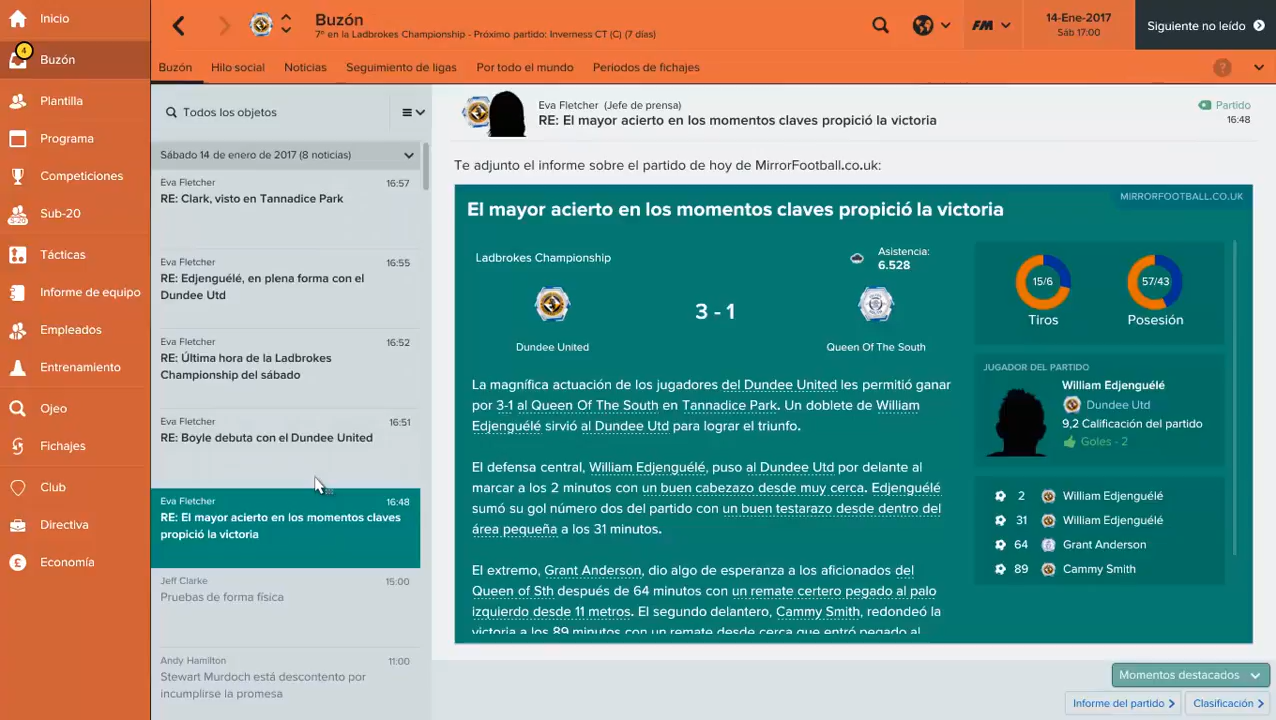 Inicio
4
Buzón
Plantilla
Programa
Competiciones
Sub-20
Tácticas
Informe de equipo
Empleados
Entrenamiento
Ojeo
Fichajes
Club
Directiva
Economía
Buzón
7º en la Ladbrokes Championship - Próximo partido: Inverness CT (C) (7 días)
FM
14-Ene-2017
Sáb 17:00
Siguiente no leído
Buzón
Hilo social
Noticias
Seguimiento de ligas
Por todo el mundo
Periodos de fichajes
?
Todos los objetos
Sábado 14 de enero de 2017 (8 noticias)
Eva Fletcher 16:57
RE: Clark, visto en Tannadice Park
Eva Fletcher 16:55
RE: Edjenguélé, en plena forma con el
Dundee Utd
Eva Fletcher 16:52
RE: Última hora de la Ladbrokes
Championship del sábado
Eva Fletcher 16:51
RE: Boyle debuta con el Dundee United
Eva Fletcher 16:48
RE: El mayor acierto en los momentos claves
propició la victoria
Jeff Clarke 15:00
Pruebas de forma física
Andy Hamilton 11:00
Stewart Murdoch está descontento por
incumplirse la promesa
Eva Fletcher (Jefe de prensa)
RE: El mayor acierto en los momentos claves propició la victoria
Partido
16:48
Te adjunto el informe sobre el partido de hoy de MirrorFootball.co.uk:
MIRRORFOOTBALL.CO.UK
El mayor acierto en los momentos claves propició la victoria
Ladbrokes Championship
Asistencia:
6.528
3 - 1
Dundee United
Queen Of The South
La magnífica actuación de los jugadores del Dundee United les permitió ganar
por 3-1 al Queen Of The South en Tannadice Park. Un doblete de William
Edjenguélé sirvió al Dundee Utd para lograr el triunfo.
El defensa central, William Edjenguélé, puso al Dundee Utd por delante al
marcar a los 2 minutos con un buen cabezazo desde muy cerca. Edjenguélé
sumó su gol número dos del partido con un buen testarazo desde dentro del
área pequeña a los 31 minutos.
El extremo, Grant Anderson, dio algo de esperanza a los aficionados del
Queen of Sth después de 64 minutos con un remate certero pegado al palo
izquierdo desde 11 metros. El segundo delantero, Cammy Smith, redondeó la
victoria a los 89 minutos con un remate desde cerca que entró pegado al
15/6
Tiros
57/43
Posesión
JUGADOR DEL PARTIDO
William Edjenguélé
Dundee Utd
9,2 Calificación del partido
Goles - 2
2 William Edjenguélé
31 William Edjenguélé
64 Grant Anderson
89 Cammy Smith
Momentos destacados
Informe del partido
Clasificación